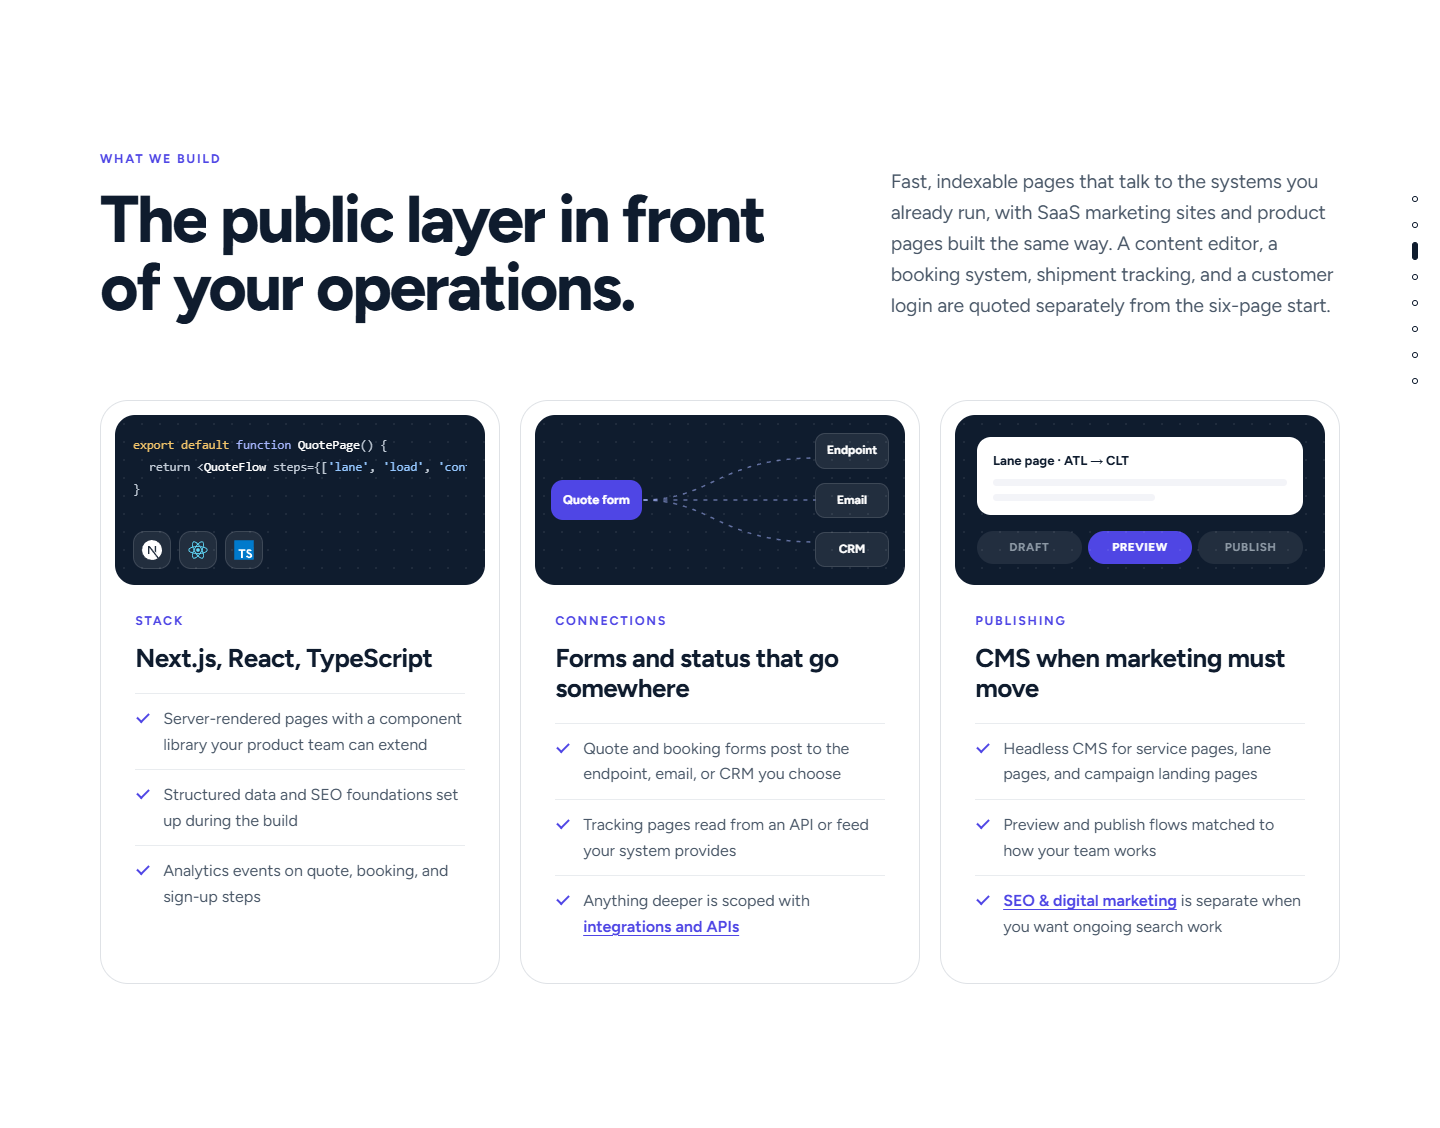 WHAT WE BUILD
The public layer in front
of your operations.
Fast, indexable pages that talk to the systems you
already run, with SaaS marketing sites and product
pages built the same way. A content editor, a
booking system, shipment tracking, and a customer
login are quoted separately from the six-page start.
export default function QuotePage() {
return <QuoteFlow steps={['lane', 'load', 'con
}
N
TS
STACK
Next.js, React, TypeScript
Server-rendered pages with a component
library your product team can extend
Structured data and SEO foundations set
up during the build
Analytics events on quote, booking, and
sign-up steps
Quote form
Endpoint
Email
CRM
CONNECTIONS
Forms and status that go
somewhere
Quote and booking forms post to the
endpoint, email, or CRM you choose
Tracking pages read from an API or feed
your system provides
Anything deeper is scoped with
integrations and APIs
Lane page · ATL → CLT
DRAFT
PREVIEW
PUBLISH
PUBLISHING
CMS when marketing must
move
Headless CMS for service pages, lane
pages, and campaign landing pages
Preview and publish flows matched to
how your team works
SEO & digital marketing is separate when
you want ongoing search work